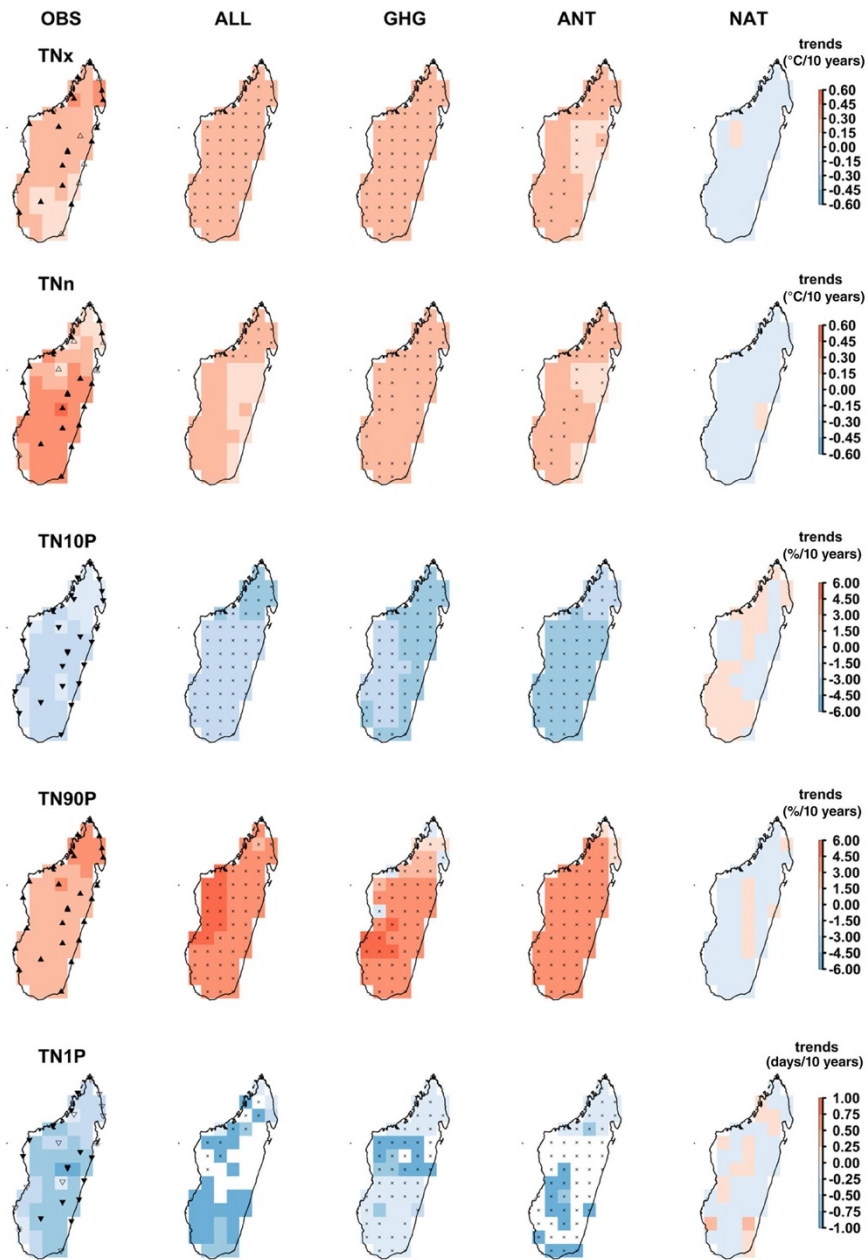 OBS ALL GHG ANT NAT
TNx
trends
(°C/10 years)
0.60
0.45
0.30
0.15
0.00
-0.15
-0.30
-0.45
-0.60
TNn
trends
(°C/10 years)
0.60
0.45
0.30
0.15
-0.15
-0.30
-0.45
-0.60
TN10P
trends
(%/10 years)
6.00
4.50
3.00
1.50
0.00
-1.50
-3.00
-4.50
-6.00
TN90P
trends
(%/10 years)
6.00
4.50
3.00
1.50
0.00
-1.50
-3.00
-4.50
-6.00
TN1P
trends
(days/10 years)
1.00
0.75
0.50
0.25
0.00
-0.25
-0.50
-0.75
-1.00